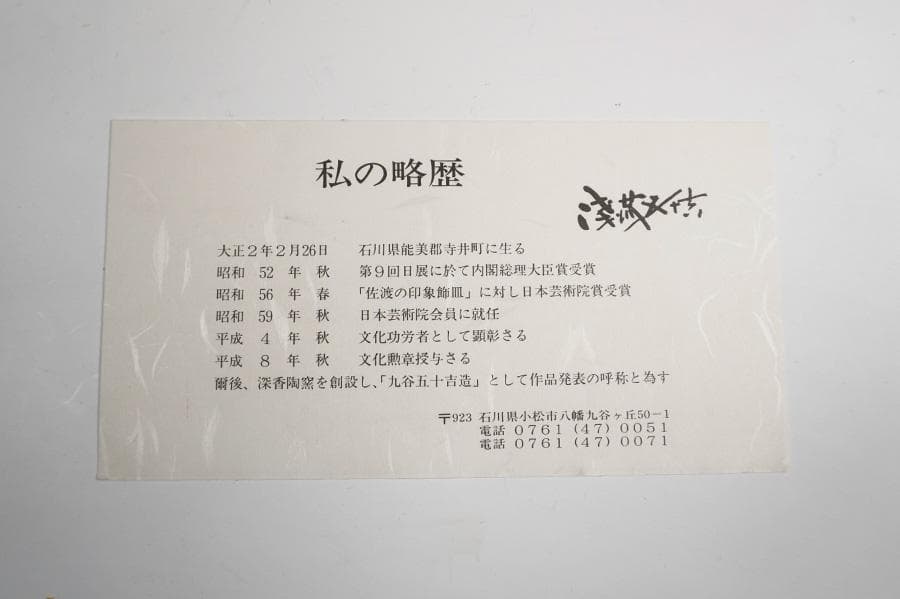 私の略歴
浅蔵五十吉
大正2年2月26日 石川県能美郡寺井町に生る
昭和 52 年 秋 第9回日展に於て内閣総理大臣賞受賞
昭和 56 年 春 「佐渡の印象飾皿」に対し日本芸術院賞受賞
昭和 59 年 秋 日本芸術院会員に就任
平成 4 年 秋 文化功労者として顕彰さる
平成 8 年 秋 文化勲章授与さる
爾後、深香陶窯を創設し、「九谷五十吉造」として作品発表の呼称と為す
〒923 石川県小松市八幡九谷ヶ丘50-1
電話 0761 (47) 0051
電話 0761 (47) 0071